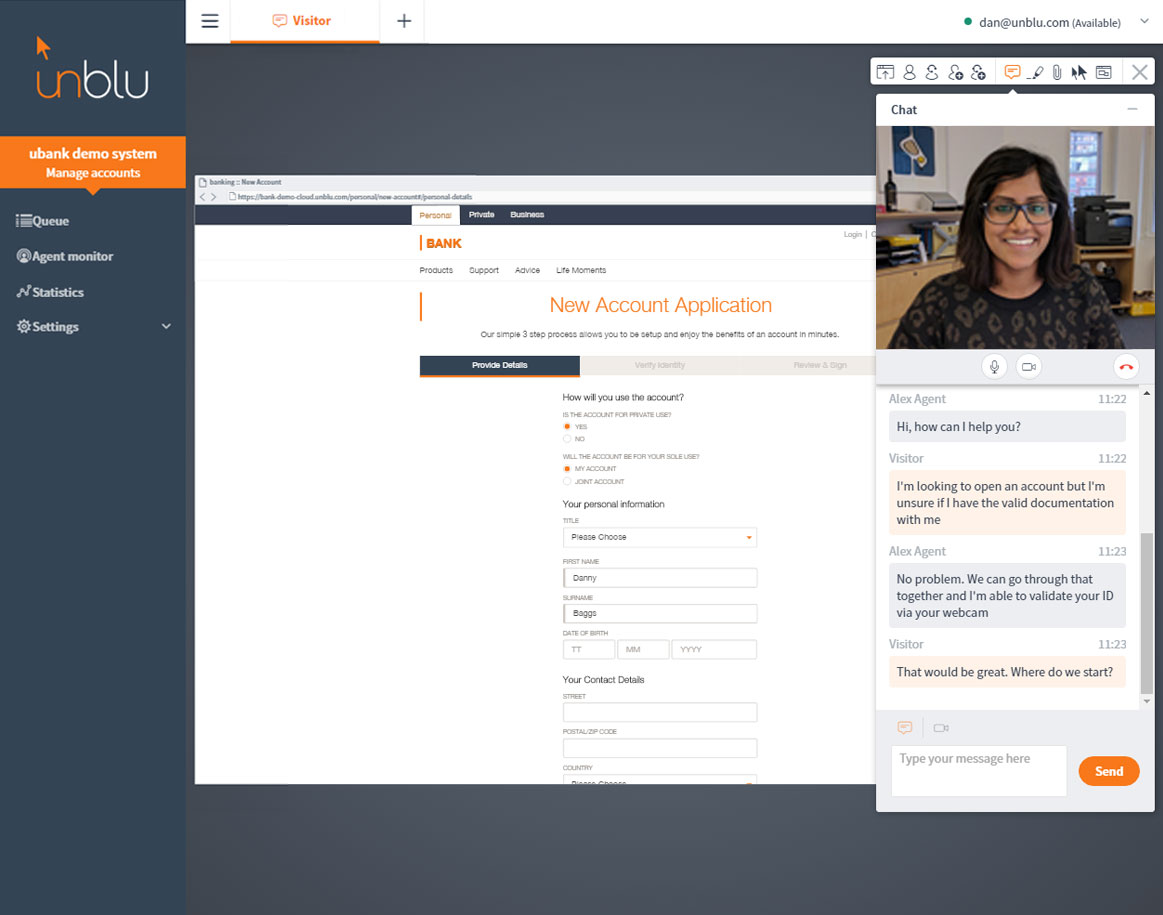 unblu
ubank demo system
Manage accounts
Queue
Agent monitor
Statistics
Settings
Visitor
dan@unblu.com (Available)
banking :: New Account
https://bank-demo-cloud.unblu.com/personal/new-account#/personal-details
Personal Private Business
Login |
BANK
Products Support Advice Life Moments
New Account Application
Our simple 3 step process allows you to be setup and enjoy the benefits of an account in minutes.
Provide Details Verify Identity Review & Sign
How will you use the account?
IS THE ACCOUNT FOR PRIVATE USE?
YES
NO
WILL THE ACCOUNT BE FOR YOUR SOLE USE?
MY ACCOUNT
JOINT ACCOUNT
Your personal information
TITLE
Please Choose
FIRST NAME
Danny
SURNAME
Baggs
DATE OF BIRTH
TT MM YYYY
Your Contact Details
STREET
POSTAL/ZIP CODE
COUNTRY
Please Choose
Chat
Alex Agent 11:22
Hi, how can I help you?
Visitor 11:22
I'm looking to open an account but I'm
unsure if I have the valid documentation
with me
Alex Agent 11:23
No problem. We can go through that
together and I'm able to validate your ID
via your webcam
Visitor 11:23
That would be great. Where do we start?
Type your message here
Send